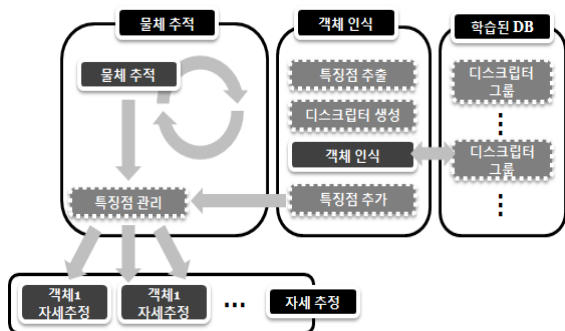 물체 추적
객체 인식
학습된 DB
물체 추적
특징점 추출
디스크립터
그룹
디스크립터 생성
객체 인식
디스크립터
그룹
특징점 관리
특징점 추가
객체1
자세추정
객체1
자세추정
자세 추정